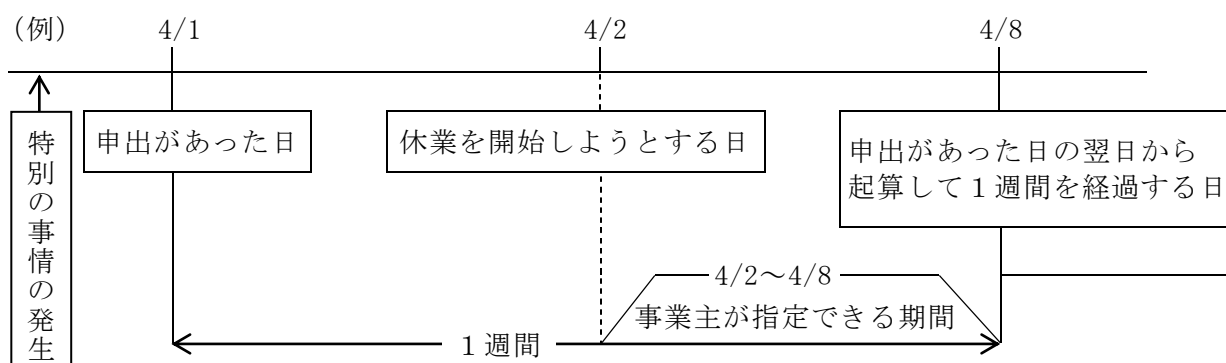 (例)
4/1
4/2
4/8
特別の事情の発生
申出があった日
休業を開始しようとする日
申出があった日の翌日から
起算して1週間を経過する日
4/2～4/8
事業主が指定できる期間
1週間